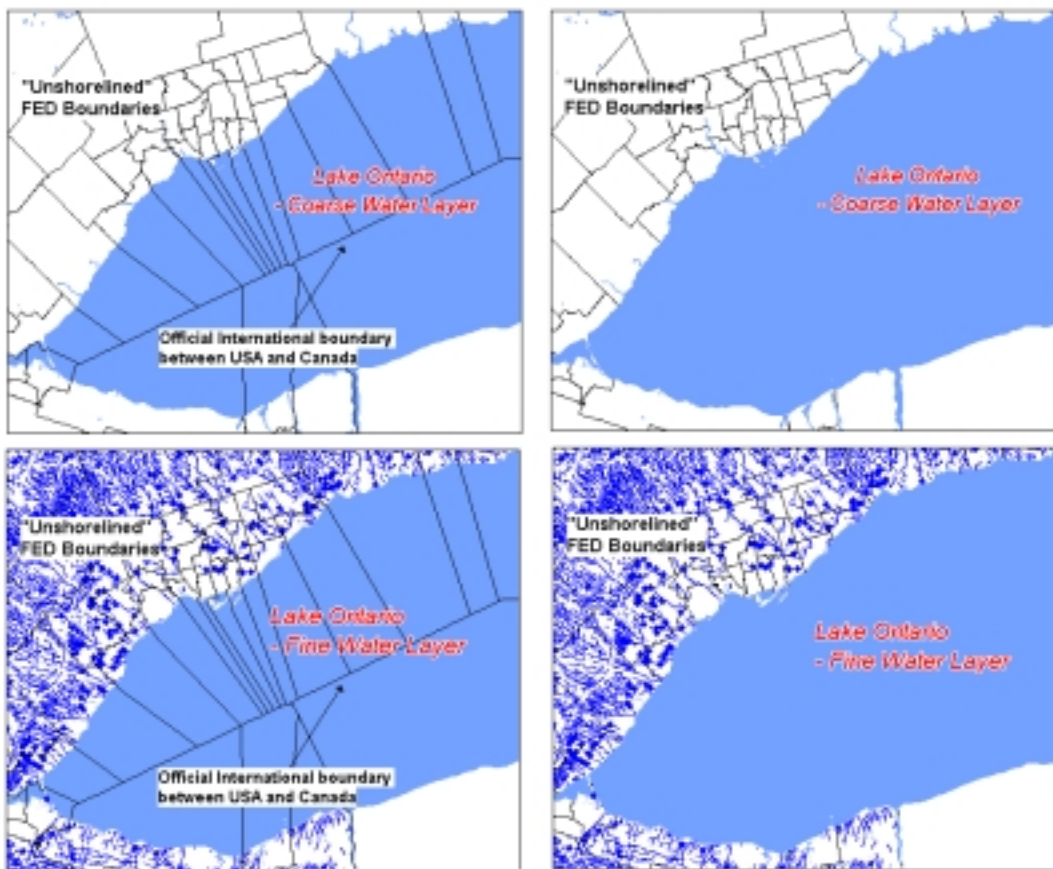 "Unshorelined"
FED Boundaries
Lake Ontario
- Coarse Water Layer
Official International boundary
between USA and Canada
"Unshorelined"
FED Boundaries
Lake Ontario
- Coarse Water Layer
"Unshorelined"
FED Boundaries
Lake Ontario
- Fine Water Layer
Official International boundary
between USA and Canada
"Unshorelined"
FED Boundaries
Lake Ontario
- Fine Water Layer